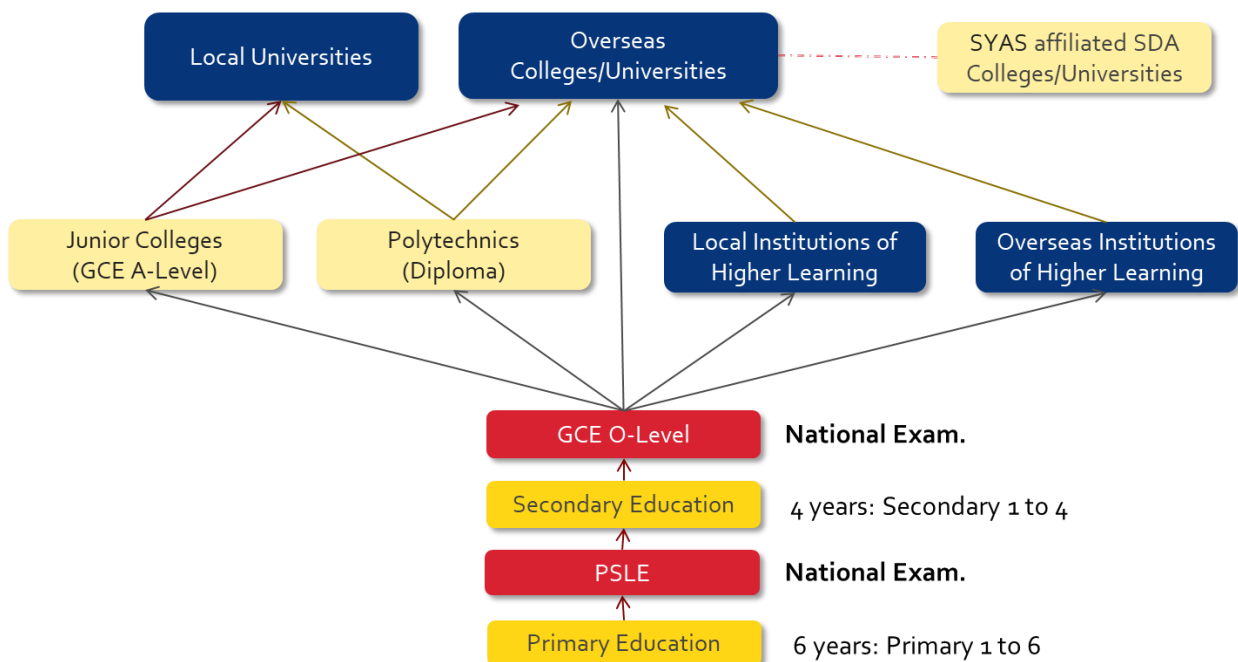 Local Universities
Overseas
Colleges/Universities
SYAS affiliated SDA
Colleges/Universities
Junior Colleges
(GCE A-Level)
Polytechnics
(Diploma)
Local Institutions of
Higher Learning
Overseas Institutions
of Higher Learning
GCE O-Level
National Exam.
Secondary Education
4 years: Secondary 1 to 4
PSLE
National Exam.
Primary Education
6 years: Primary 1 to 6